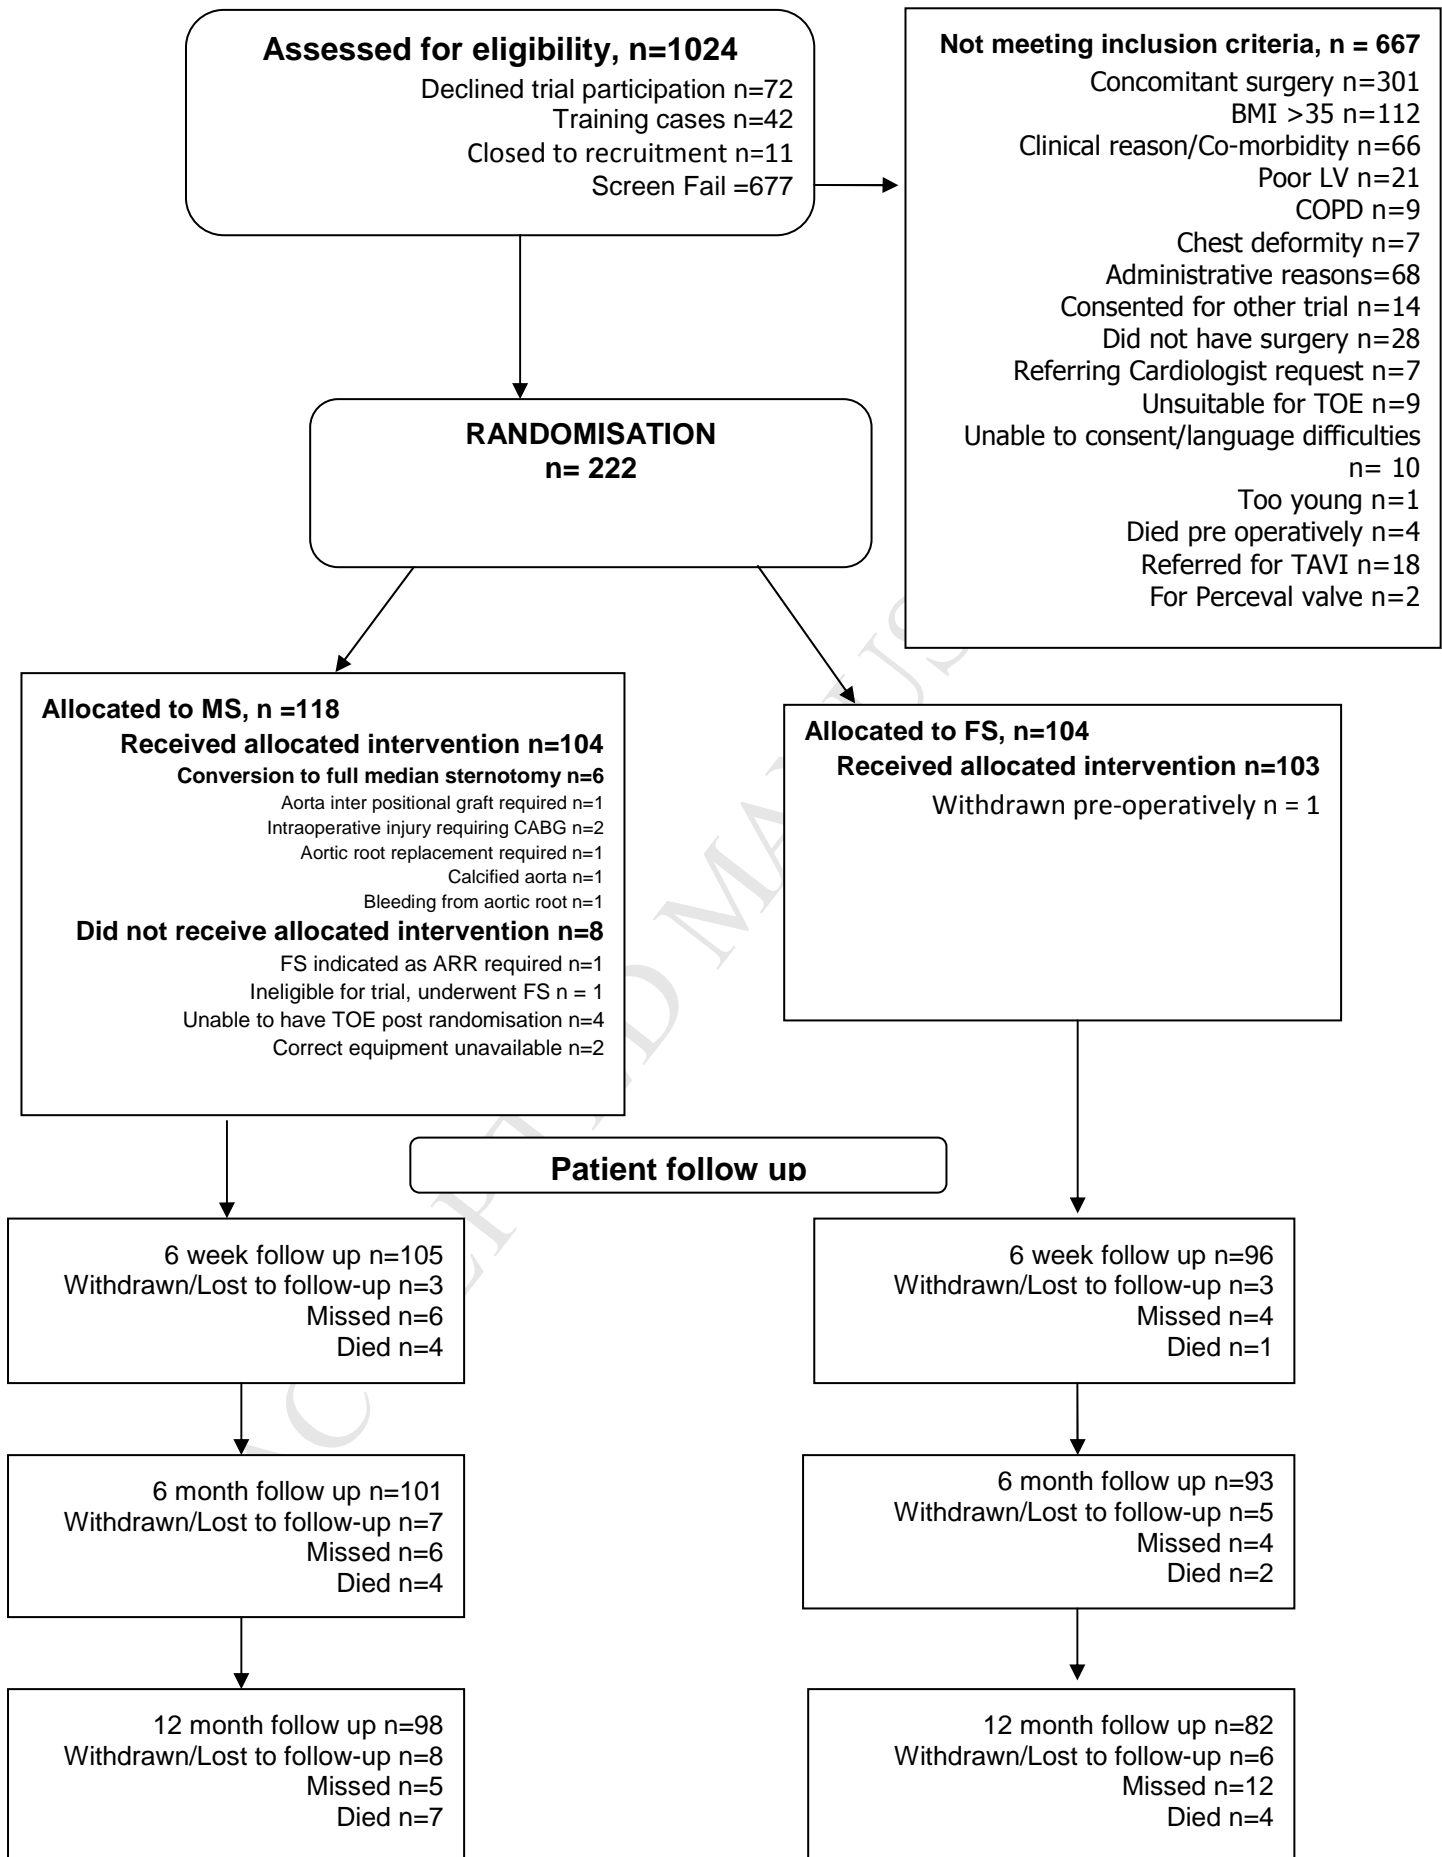 Assessed for eligibility, n=1024
Declined trial participation n=72
Training cases n=42
Closed to recruitment n=11
Screen Fail =677
Not meeting inclusion criteria, n = 667
Concomitant surgery n=301
BMI >35 n=112
Clinical reason/Co-morbidity n=66
Poor LV n=21
COPD n=9
Chest deformity n=7
Administrative reasons=68
Consented for other trial n=14
Did not have surgery n=28
Referring Cardiologist request n=7
Unsuitable for TOE n=9
Unable to consent/language difficulties
n= 10
Too young n=1
Died pre operatively n=4
Referred for TAVI n=18
For Perceval valve n=2
RANDOMISATION
n= 222
Allocated to MS, n =118
Received allocated intervention n=104
Conversion to full median sternotomy n=6
Aorta inter positional graft required n=1
Intraoperative injury requiring CABG n=2
Aortic root replacement required n=1
Calcified aorta n=1
Bleeding from aortic root n=1
Did not receive allocated intervention n=8
FS indicated as ARR required n=1
Ineligible for trial, underwent FS n = 1
Unable to have TOE post randomisation n=4
Correct equipment unavailable n=2
Allocated to FS, n=104
Received allocated intervention n=103
Withdrawn pre-operatively n = 1
Patient follow up
6 week follow up n=105
Withdrawn/Lost to follow-up n=3
Missed n=6
Died n=4
6 week follow up n=96
Withdrawn/Lost to follow-up n=3
Missed n=4
Died n=1
6 month follow up n=101
Withdrawn/Lost to follow-up n=7
Missed n=6
Died n=4
6 month follow up n=93
Withdrawn/Lost to follow-up n=5
Missed n=4
Died n=2
12 month follow up n=98
Withdrawn/Lost to follow-up n=8
Missed n=5
Died n=7
12 month follow up n=82
Withdrawn/Lost to follow-up n=6
Missed n=12
Died n=4